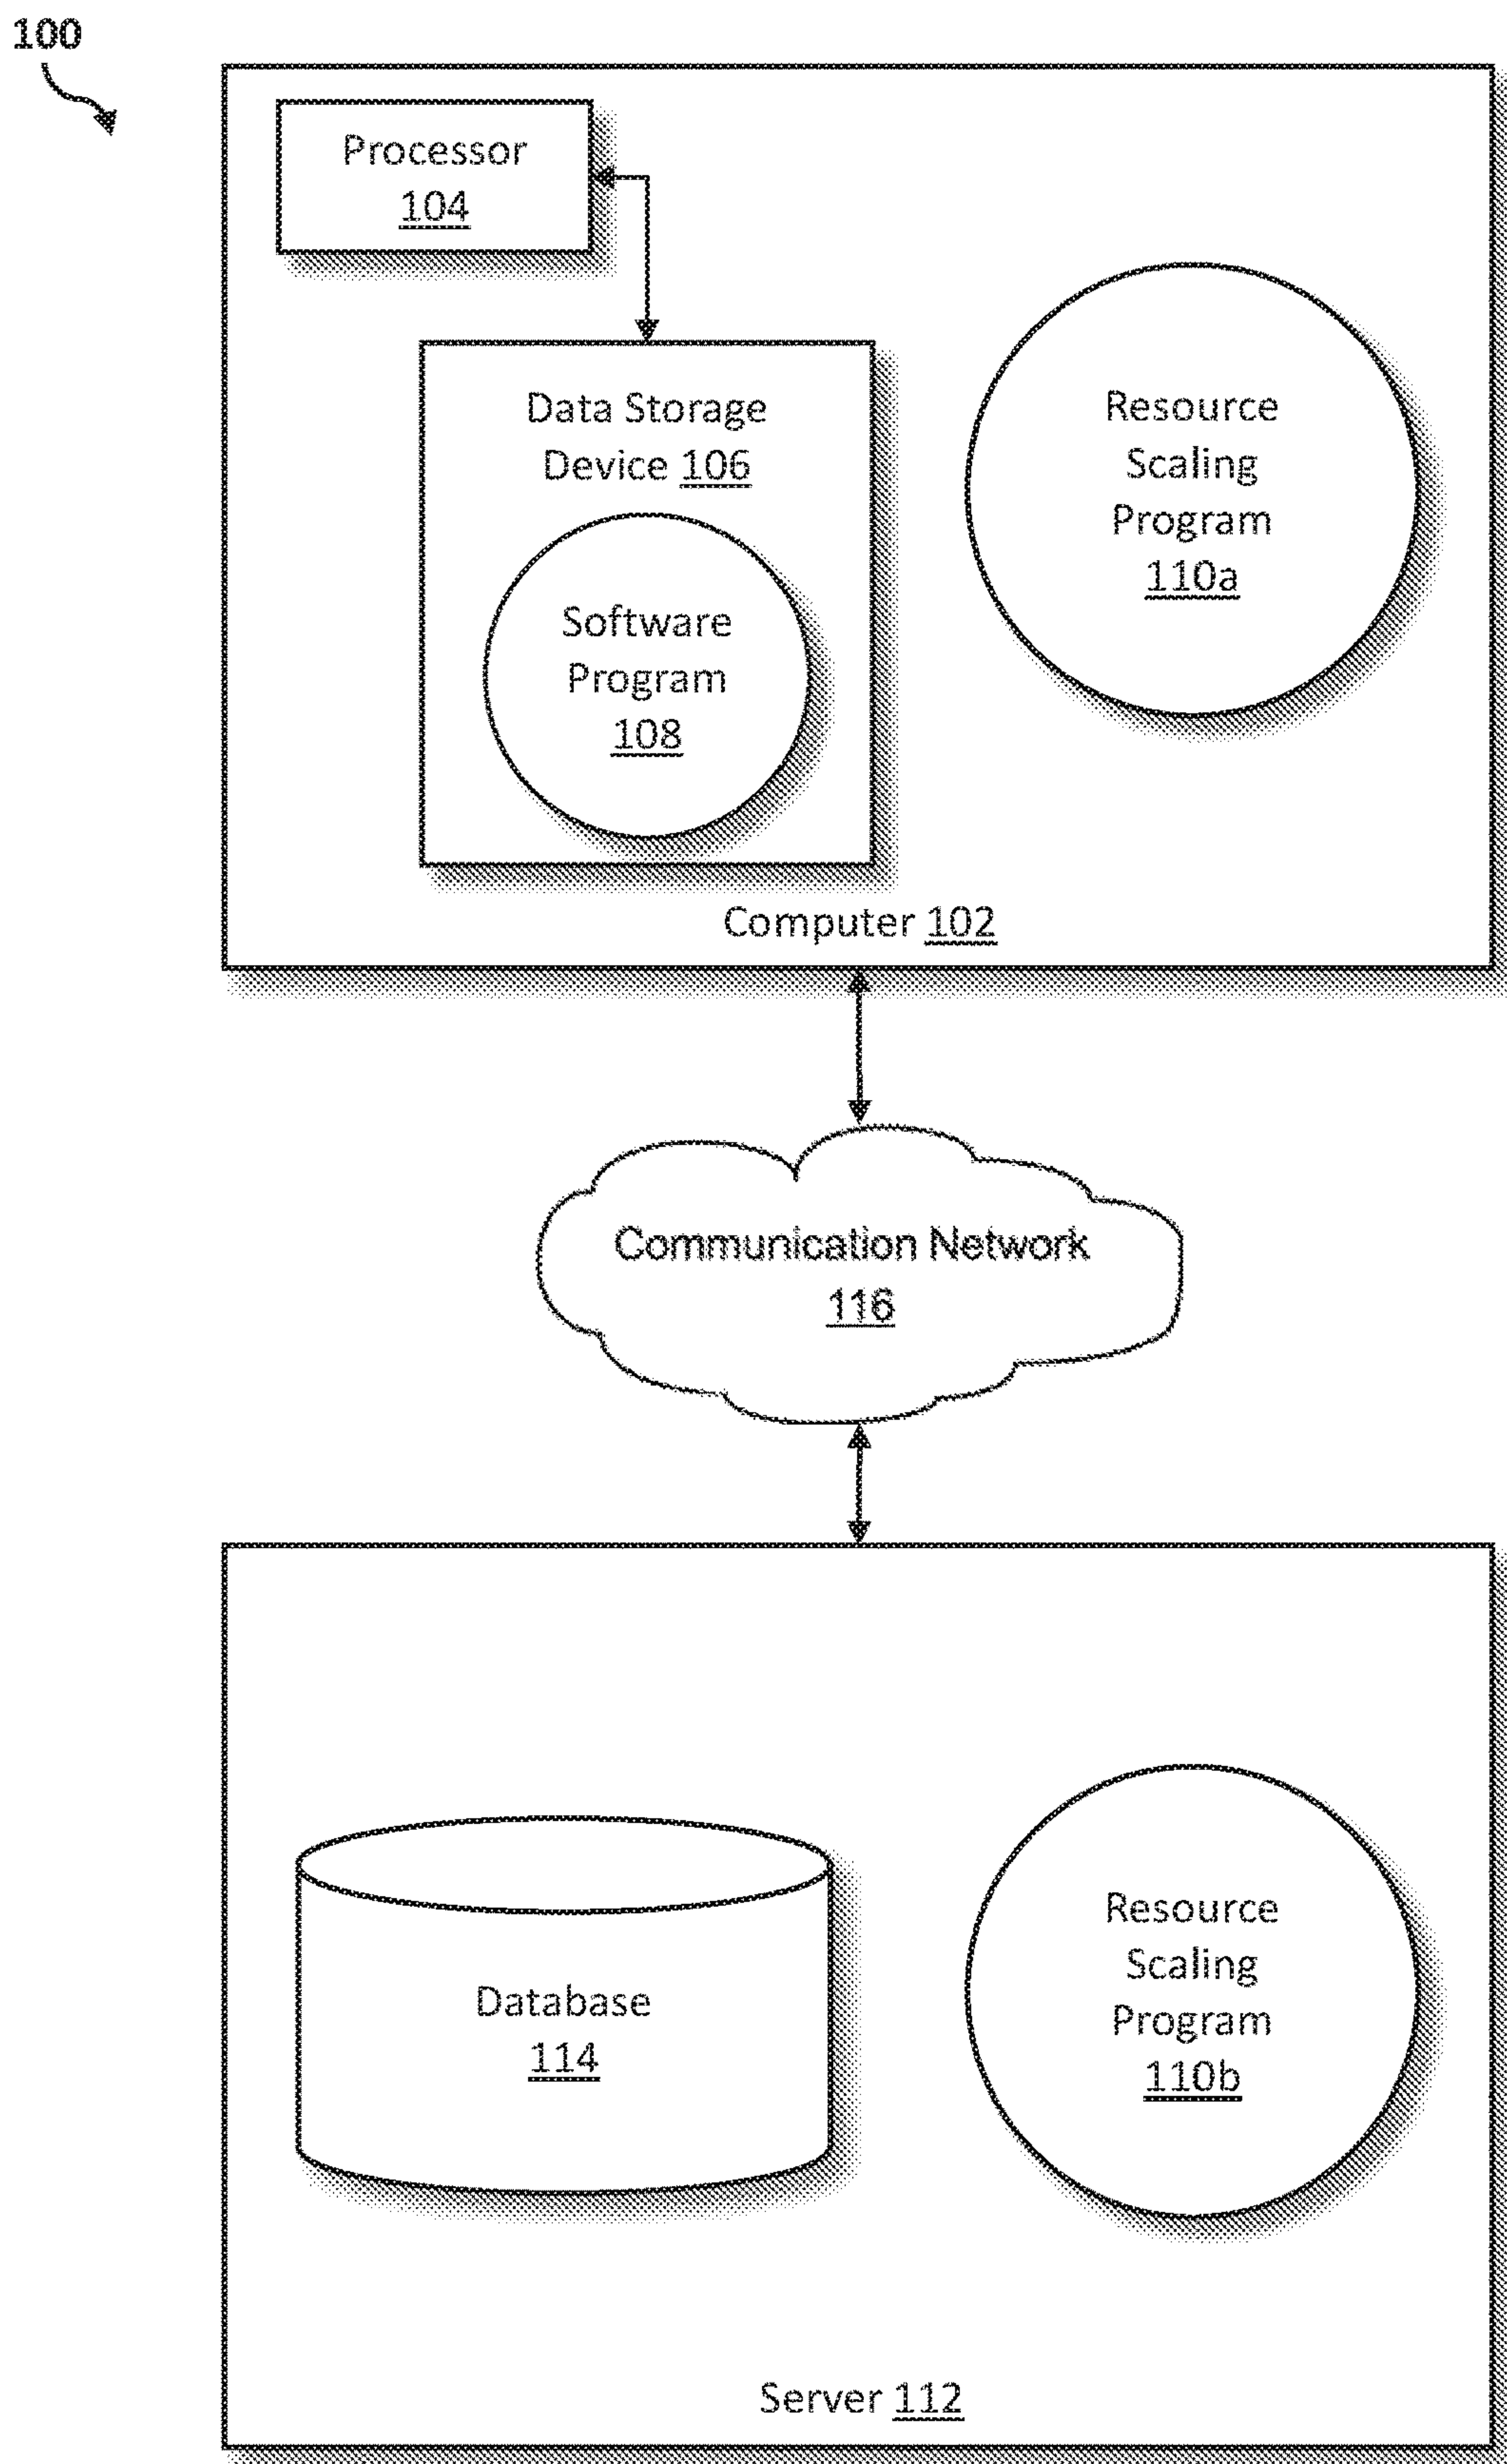 100
Processor
104
Data Storage
Device 106
Software
Program
108
Resource
Scaling
Program
110a
Computer 102
Communication Network
116
Database
114
Resource
Scaling
Program
110b
Server 112